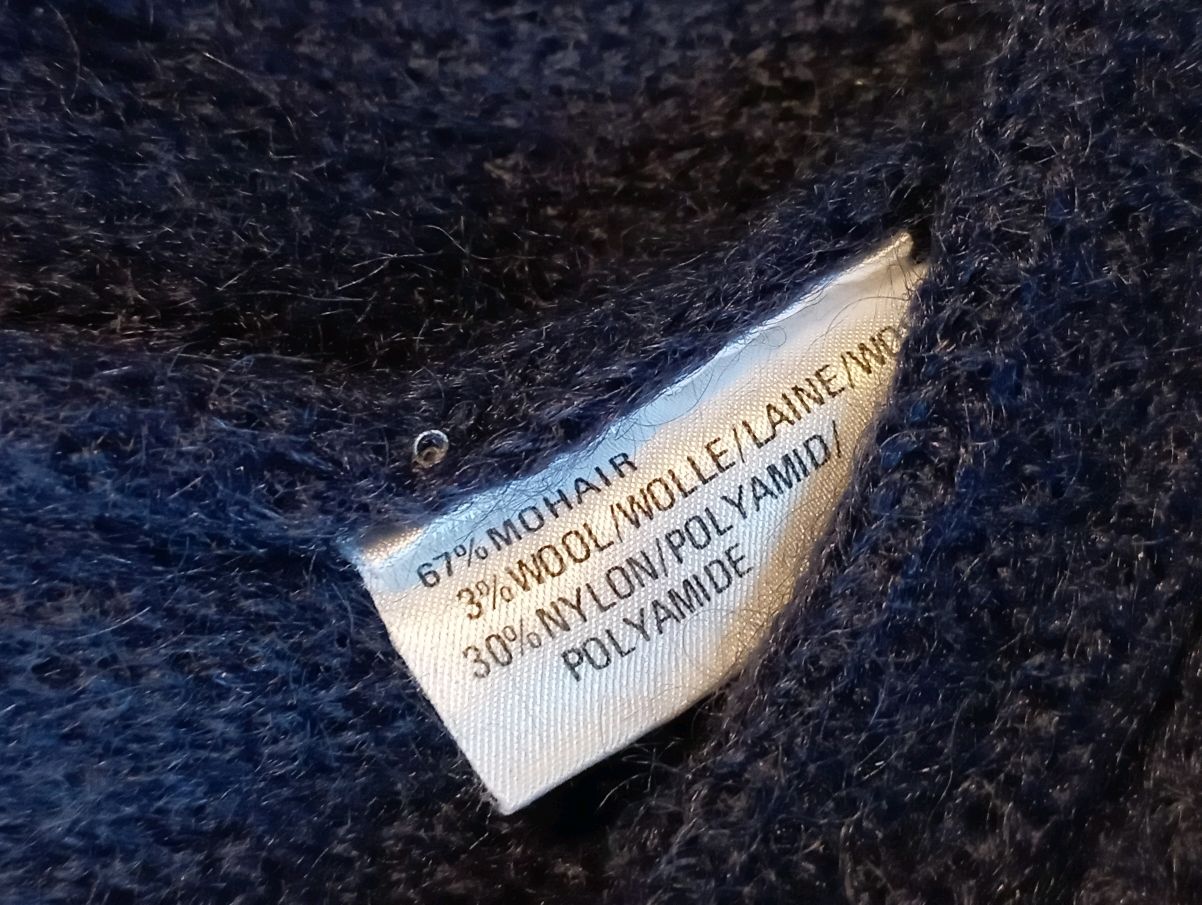 67% MOHAIR
3% WOOL/WOLLE/LAINE/
30% NYLON/POLYAMID/
POLYAMIDE